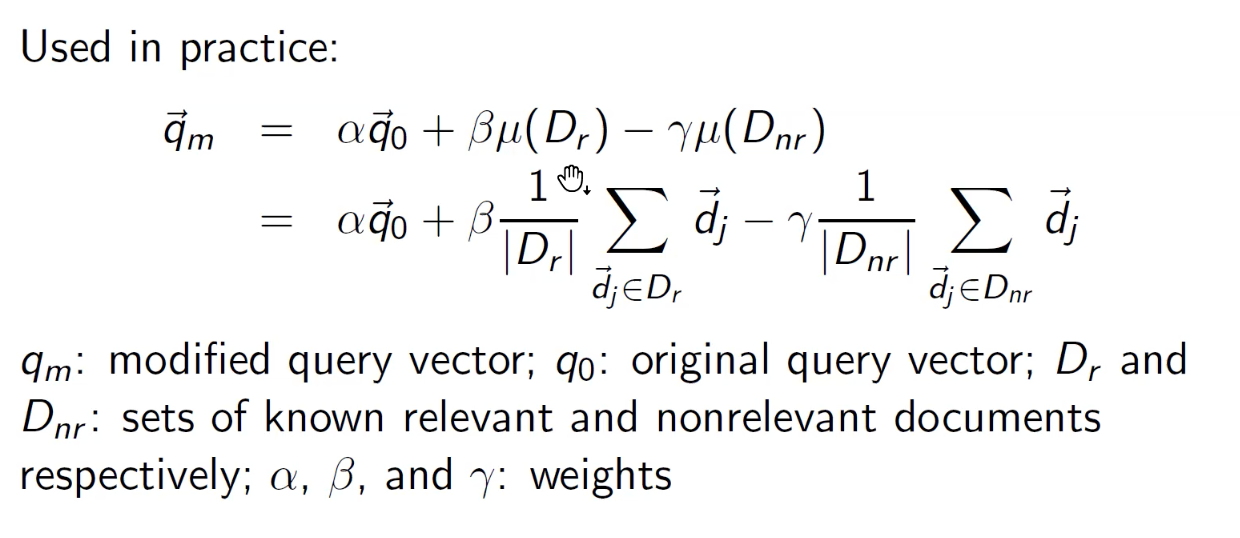 Used in practice:
q⃗_m = αq⃗_0 + βμ(D_r) − γμ(D_nr)
= αq⃗_0 + β 1/|D_r| ∑_{d⃗_j∈D_r} d⃗_j − γ 1/|D_nr| ∑_{d⃗_j∈D_nr} d⃗_j
q_m: modified query vector; q_0: original query vector; D_r and
D_nr: sets of known relevant and nonrelevant documents
respectively; α, β, and γ: weights